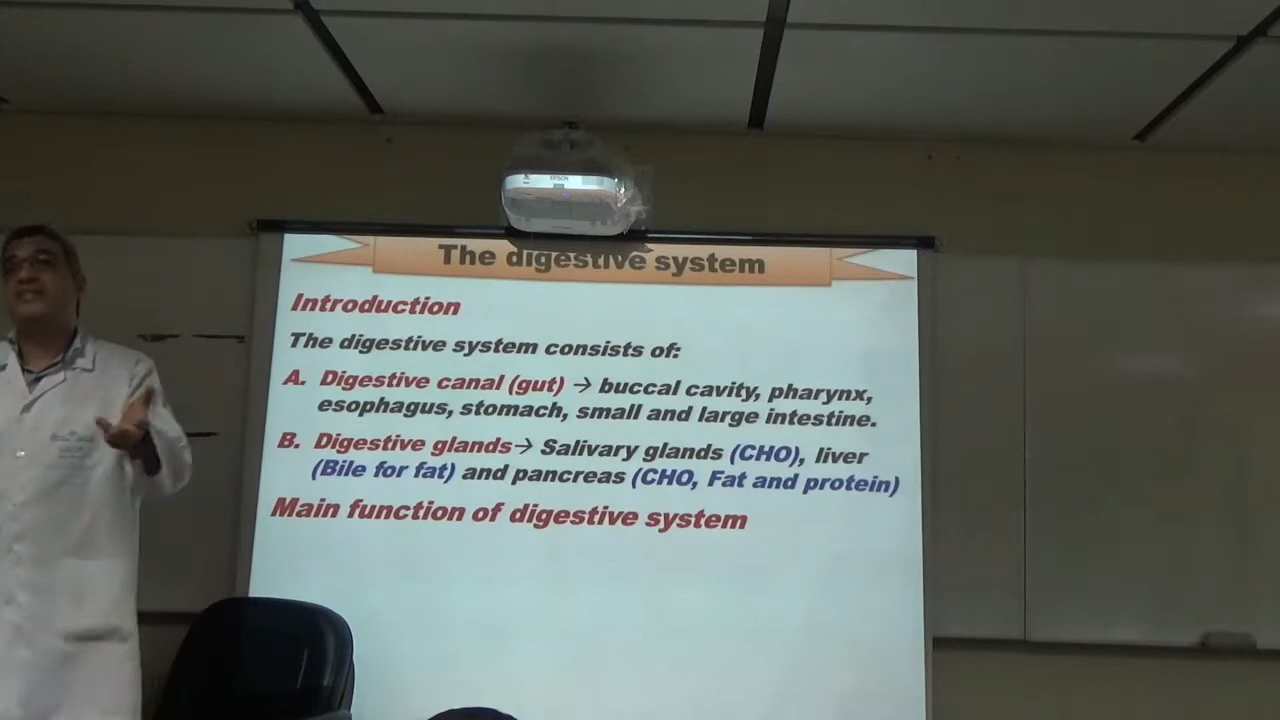 EPSON
The digestive system
Introduction
The digestive system consists of:
A. Digestive canal (gut) → buccal cavity, pharynx,
esophagus, stomach, small and large intestine.
B. Digestive glands→ Salivary glands (CHO), liver
(Bile for fat) and pancreas (CHO, Fat and protein)
Main function of digestive system